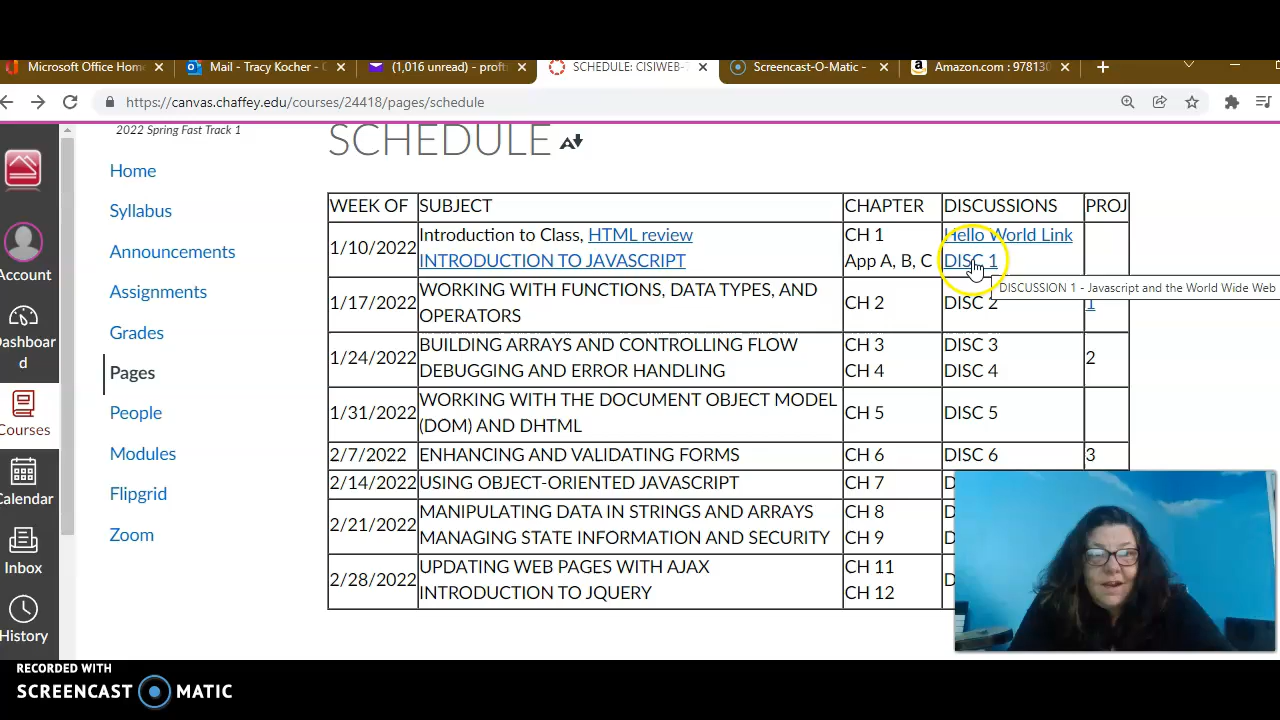 Microsoft Office Hom
Mail - Tracy Kocher -
(1,016 unread) - proft
SCHEDULE: CISIWEB-
Screencast-O-Matic -
Amazon.com : 97813
https://canvas.chaffey.edu/courses/24418/pages/schedule
2022 Spring Fast Track 1
SCHEDULE
Home
Syllabus
Announcements
Assignments
Grades
Pages
People
Modules
Flipgrid
Zoom
Account
Dashboar
d
Courses
Calendar
Inbox
History
WEEK OF SUBJECT CHAPTER DISCUSSIONS PROJ
1/10/2022 Introduction to Class, HTML review CH 1 Hello World Link
INTRODUCTION TO JAVASCRIPT App A, B, C DISC 1
DISCUSSION 1 - Javascript and the World Wide Web
1/17/2022 WORKING WITH FUNCTIONS, DATA TYPES, AND CH 2 DISC 2 1
OPERATORS
1/24/2022 BUILDING ARRAYS AND CONTROLLING FLOW CH 3 DISC 3 2
DEBUGGING AND ERROR HANDLING CH 4 DISC 4
1/31/2022 WORKING WITH THE DOCUMENT OBJECT MODEL CH 5 DISC 5
(DOM) AND DHTML
2/7/2022 ENHANCING AND VALIDATING FORMS CH 6 DISC 6 3
2/14/2022 USING OBJECT-ORIENTED JAVASCRIPT CH 7
2/21/2022 MANIPULATING DATA IN STRINGS AND ARRAYS CH 8
MANAGING STATE INFORMATION AND SECURITY CH 9
2/28/2022 UPDATING WEB PAGES WITH AJAX CH 11
INTRODUCTION TO JQUERY CH 12
RECORDED WITH
SCREENCAST MATIC